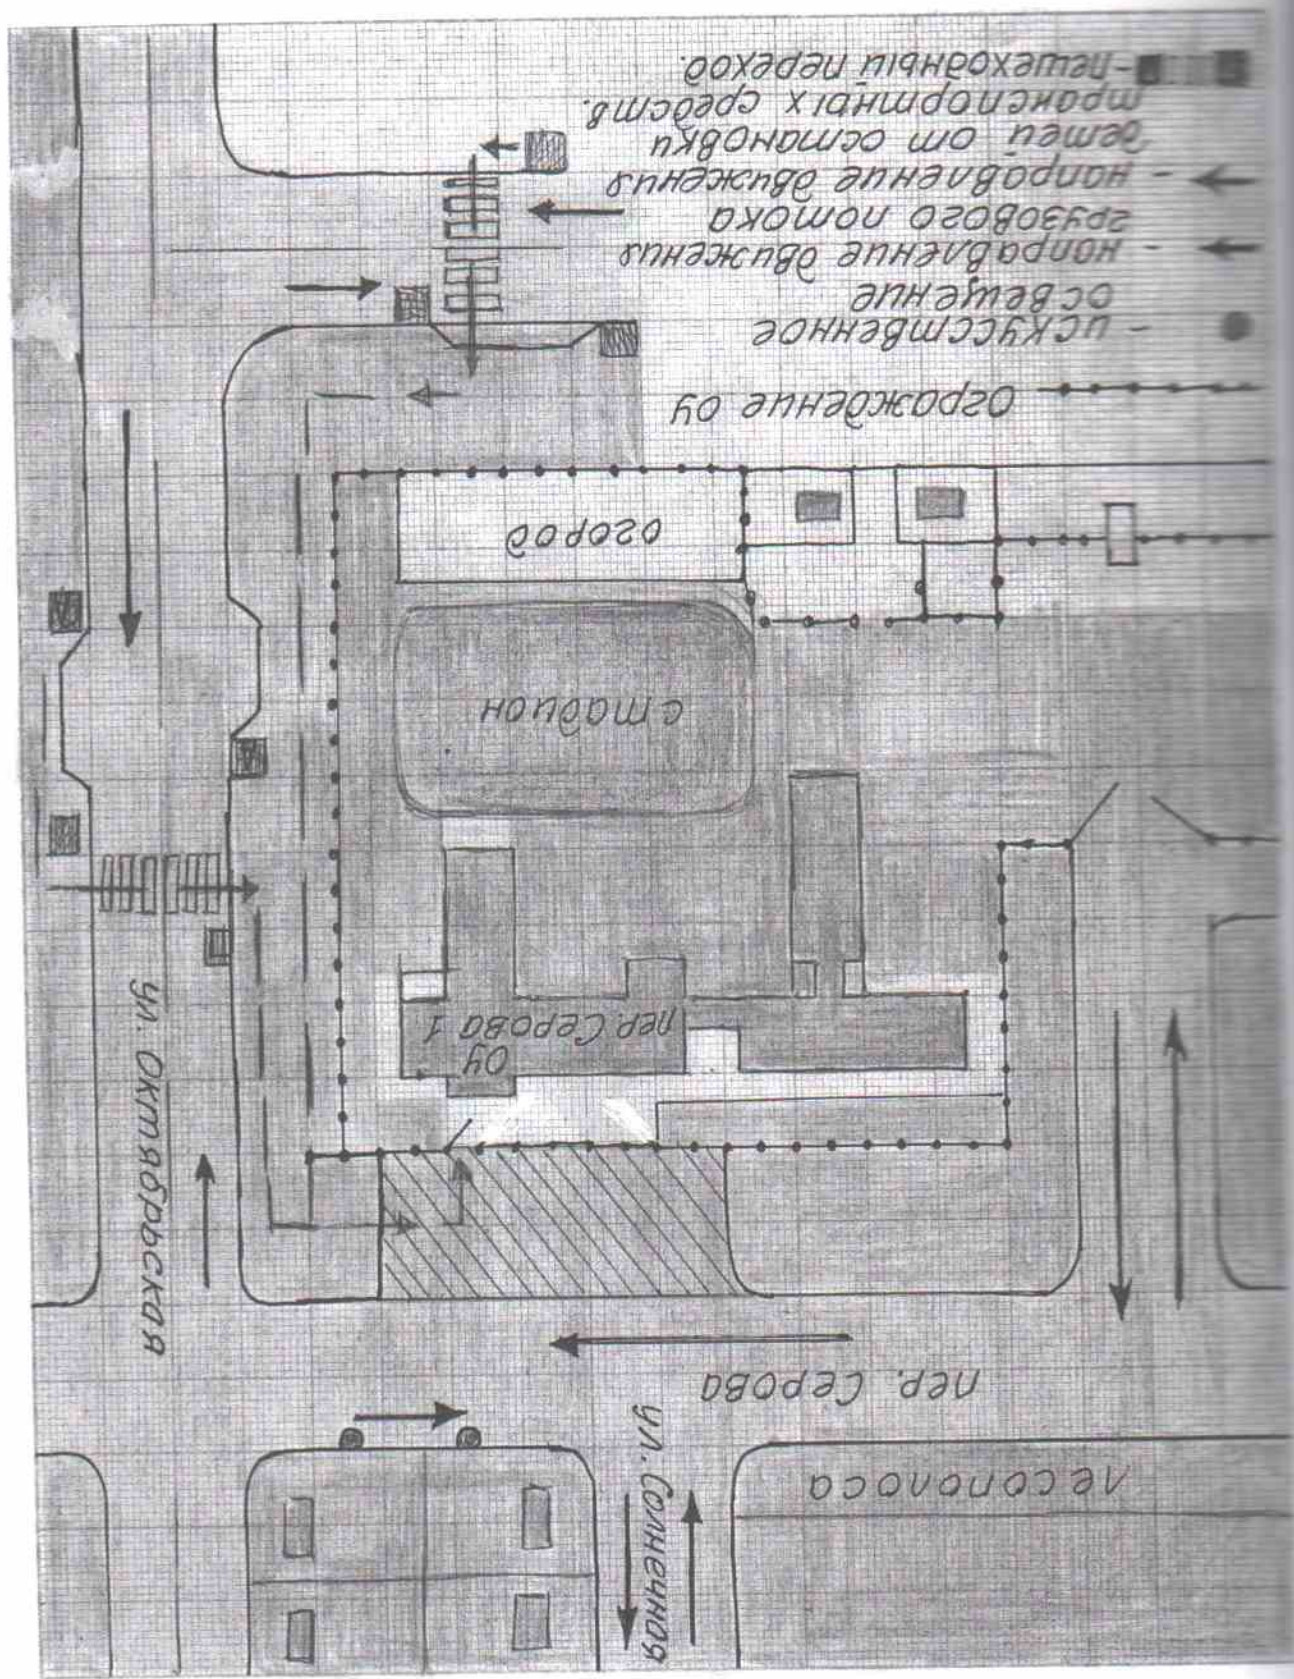 лесополоса
ул. Солнечная
пер. Серова
ул. Октябрьская
ОУ
пер. Серова 1
стадион
огород
Ограждение ОУ
- искусственное
освещение
- направление движения
грузового потока
- направление движения
детей от остановки
транспортных средств.
- пешеходный переход.